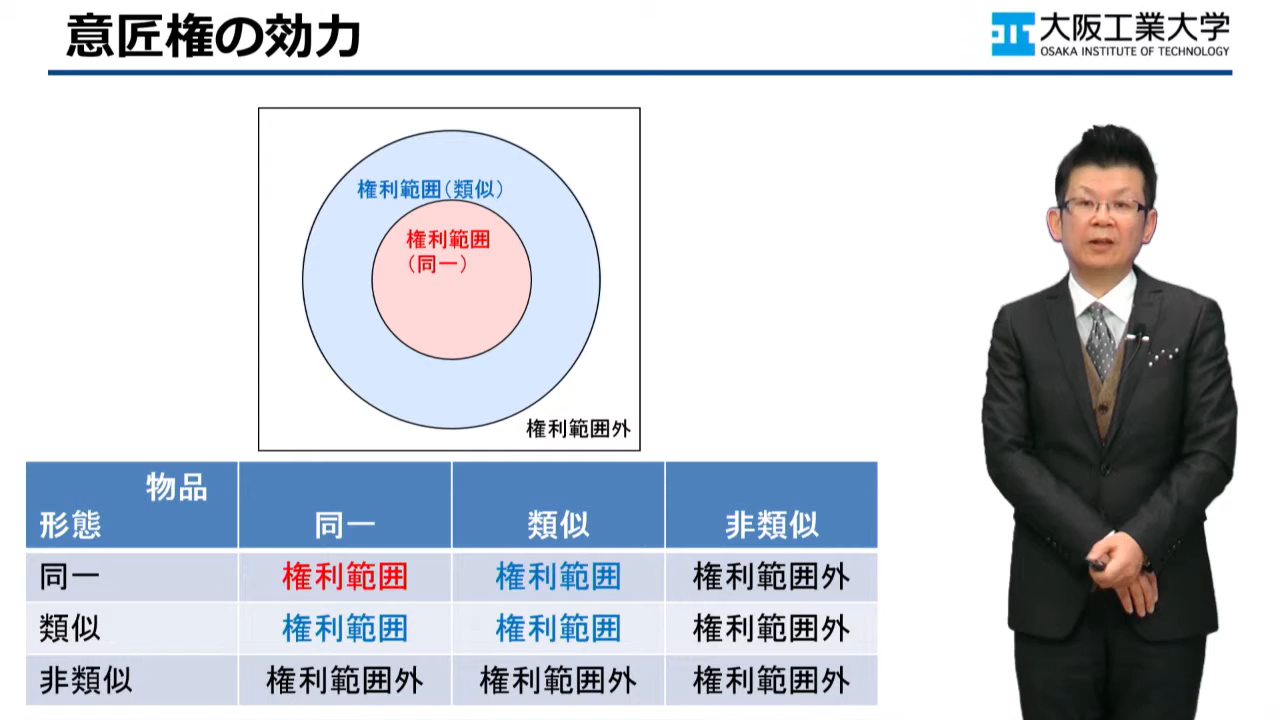 意匠権の効力
大阪工業大学
OSAKA INSTITUTE OF TECHNOLOGY
権利範囲(類似)
権利範囲
(同一)
権利範囲外
物品
形態 同一 類似 非類似
同一 権利範囲 権利範囲 権利範囲外
類似 権利範囲 権利範囲 権利範囲外
非類似 権利範囲外 権利範囲外 権利範囲外